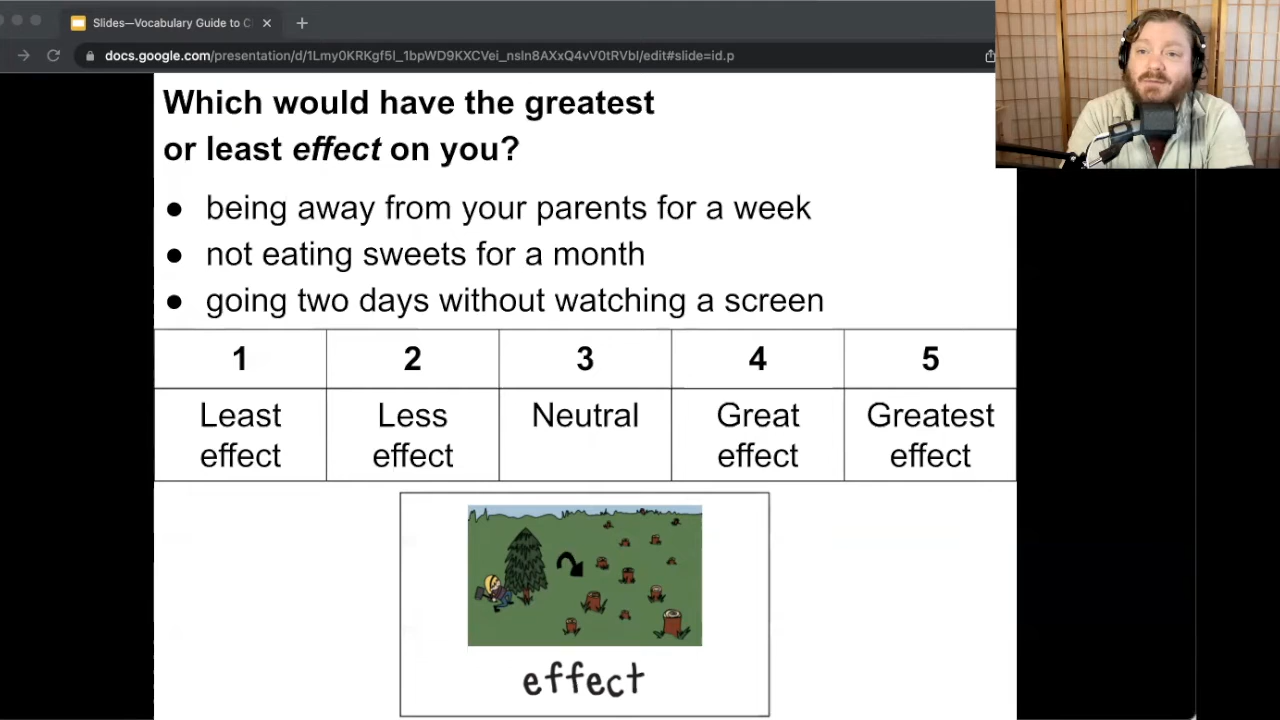 Slides—Vocabulary Guide to C
docs.google.com/presentation/d/1Lmy0KRKgf5I_1bpWD9KXCVei_nsIn8AXxQ4vV0tRVbI/edit#slide=id.p
Which would have the greatest
or least effect on you?
● being away from your parents for a week
● not eating sweets for a month
● going two days without watching a screen
1 2 3 4 5
Least effect Less effect Neutral Great effect Greatest effect
effect